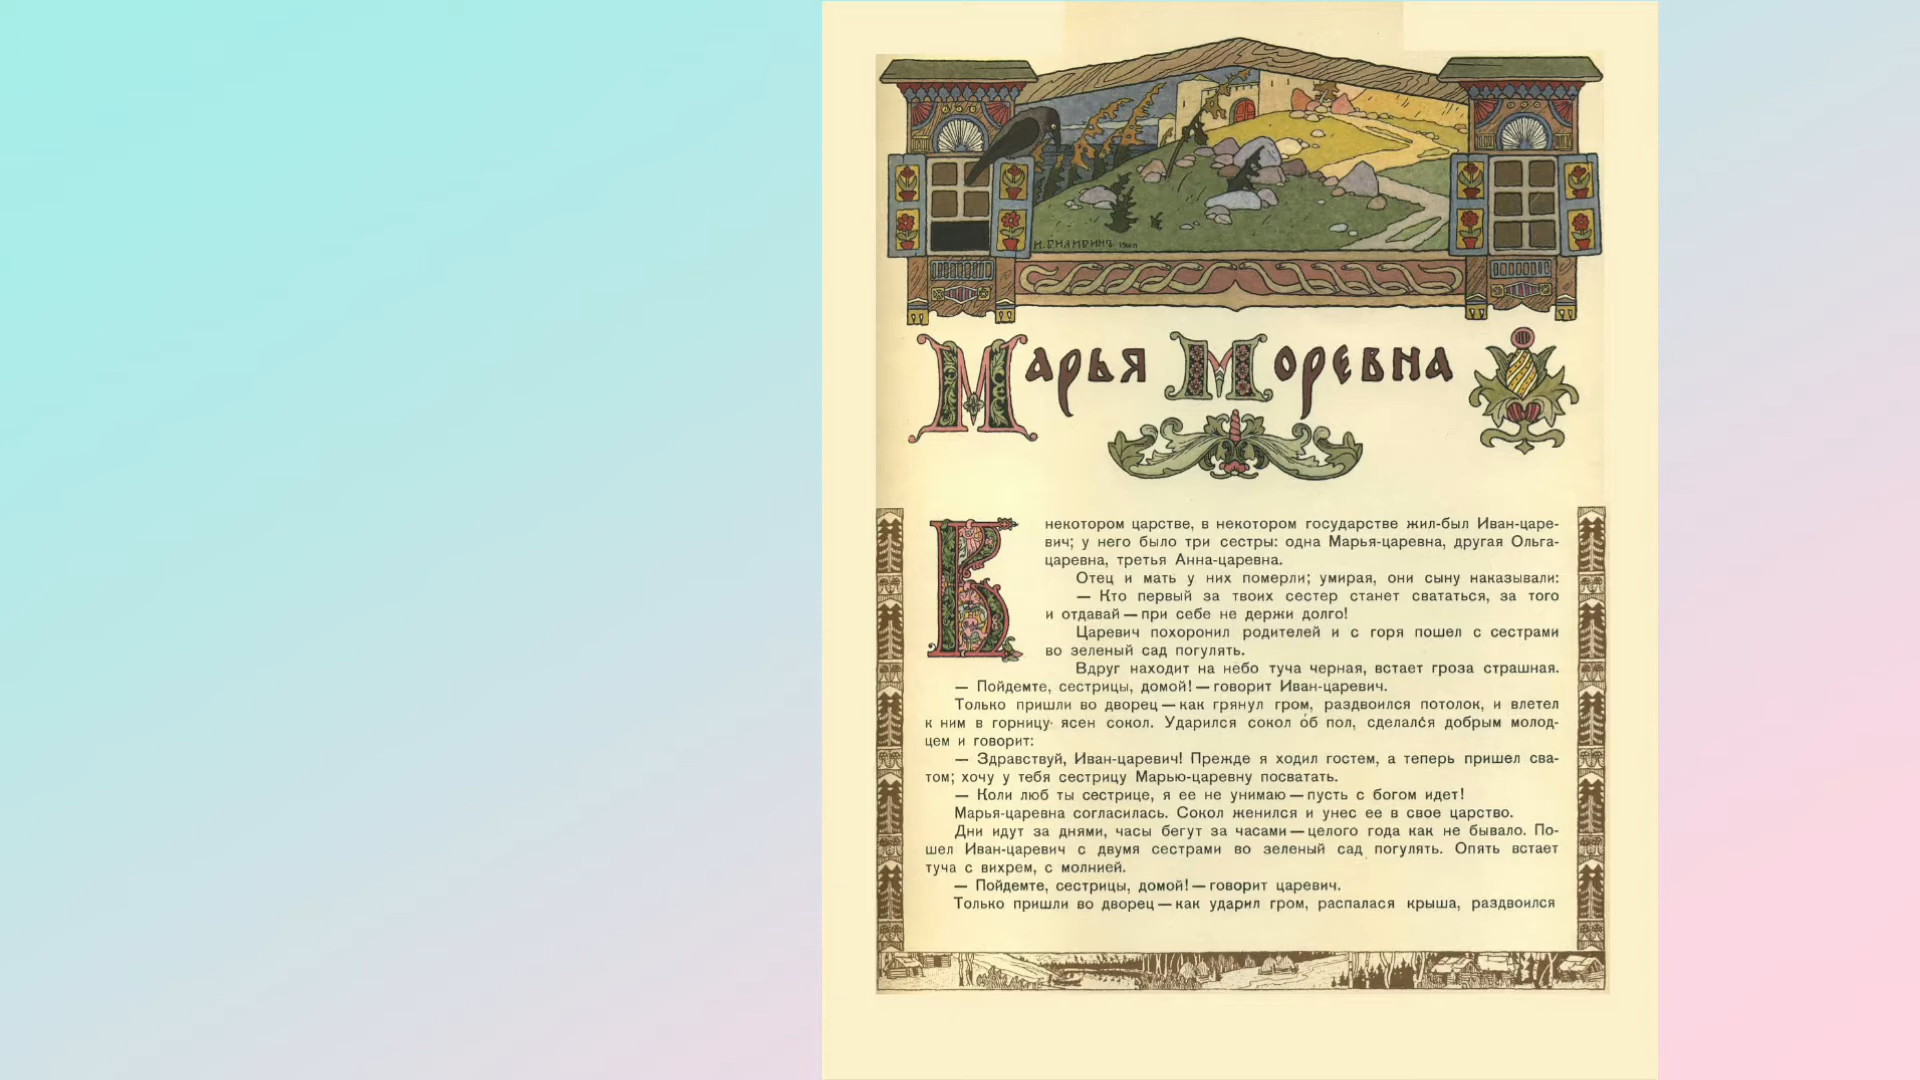 И. БИЛИБИНЪ 1900
Марья Моревна
В некотором царстве, в некотором государстве жил-был Иван-царе-
вич; у него было три сестры: одна Марья-царевна, другая Ольга-
царевна, третья Анна-царевна.
Отец и мать у них померли; умирая, они сыну наказывали:
— Кто первый за твоих сестер станет свататься, за того
и отдавай — при себе не держи долго!
Царевич похоронил родителей и с горя пошел с сестрами
во зеленый сад погулять.
Вдруг находит на небо туча черная, встает гроза страшная.
— Пойдемте, сестрицы, домой! — говорит Иван-царевич.
Только пришли во дворец — как грянул гром, раздвоился потолок, и влетел
к ним в горницу ясен сокол. Ударился сокол об пол, сделался добрым молод-
цем и говорит:
— Здравствуй, Иван-царевич! Прежде я ходил гостем, а теперь пришел сва-
том; хочу у тебя сестрицу Марью-царевну посватать.
— Коли люб ты сестрице, я ее не унимаю — пусть с богом идет!
Марья-царевна согласилась. Сокол женился и унес ее в свое царство.
Дни идут за днями, часы бегут за часами — целого года как не бывало. По-
шел Иван-царевич с двумя сестрами во зеленый сад погулять. Опять встает
туча с вихрем, с молнией.
— Пойдемте, сестрицы, домой! — говорит царевич.
Только пришли во дворец — как ударил гром, распалася крыша, раздвоился